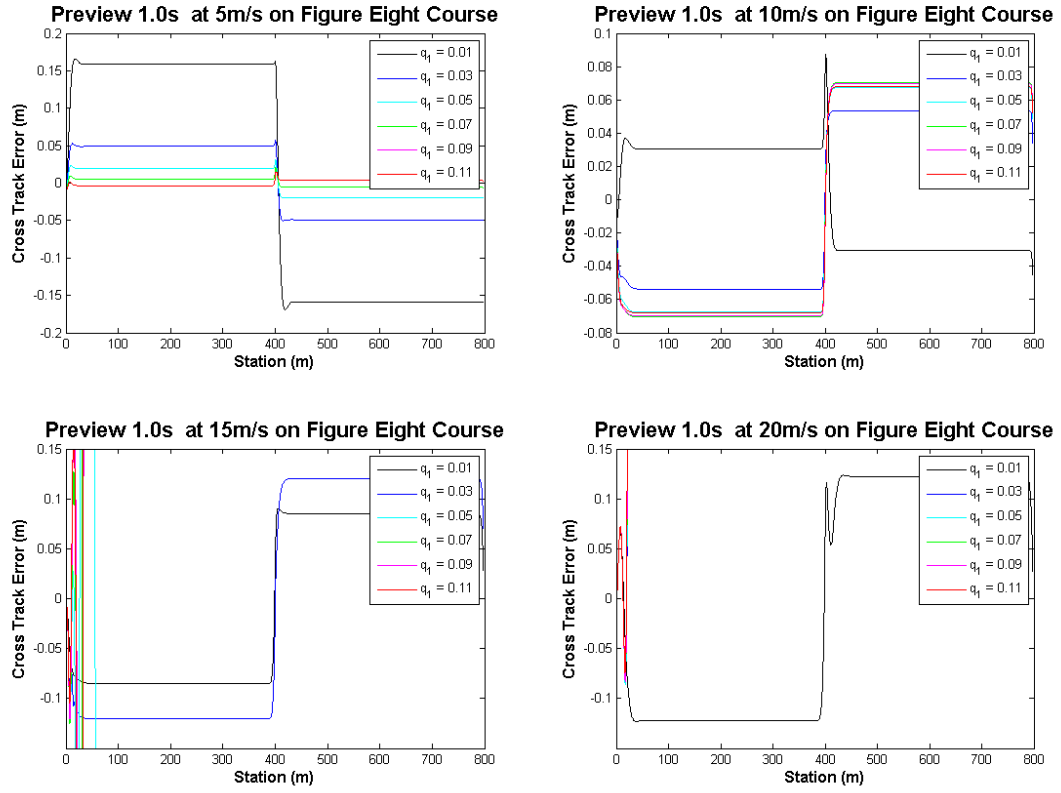 Preview 1.0s at 5m/s on Figure Eight Course
Cross Track Error (m)
0.2
0.15
0.1
0.05
0
-0.05
-0.1
-0.15
-0.2
0 100 200 300 400 500 600 700 800
Station (m)
q1 = 0.01
q1 = 0.03
q1 = 0.05
q1 = 0.07
q1 = 0.09
q1 = 0.11
Preview 1.0s at 10m/s on Figure Eight Course
Cross Track Error (m)
0.1
0.08
0.06
0.04
0.02
0
-0.02
-0.04
-0.06
-0.08
0 100 200 300 400 500 600 700 800
Station (m)
q1 = 0.01
q1 = 0.03
q1 = 0.05
q1 = 0.07
q1 = 0.09
q1 = 0.11
Preview 1.0s at 15m/s on Figure Eight Course
Cross Track Error (m)
0.15
0.1
0.05
0
-0.05
-0.1
0 100 200 300 400 500 600 700 800
Station (m)
q1 = 0.01
q1 = 0.03
q1 = 0.05
q1 = 0.07
q1 = 0.09
q1 = 0.11
Preview 1.0s at 20m/s on Figure Eight Course
Cross Track Error (m)
0.15
0.1
0.05
0
-0.05
-0.1
0 100 200 300 400 500 600 700 800
Station (m)
q1 = 0.01
q1 = 0.03
q1 = 0.05
q1 = 0.07
q1 = 0.09
q1 = 0.11